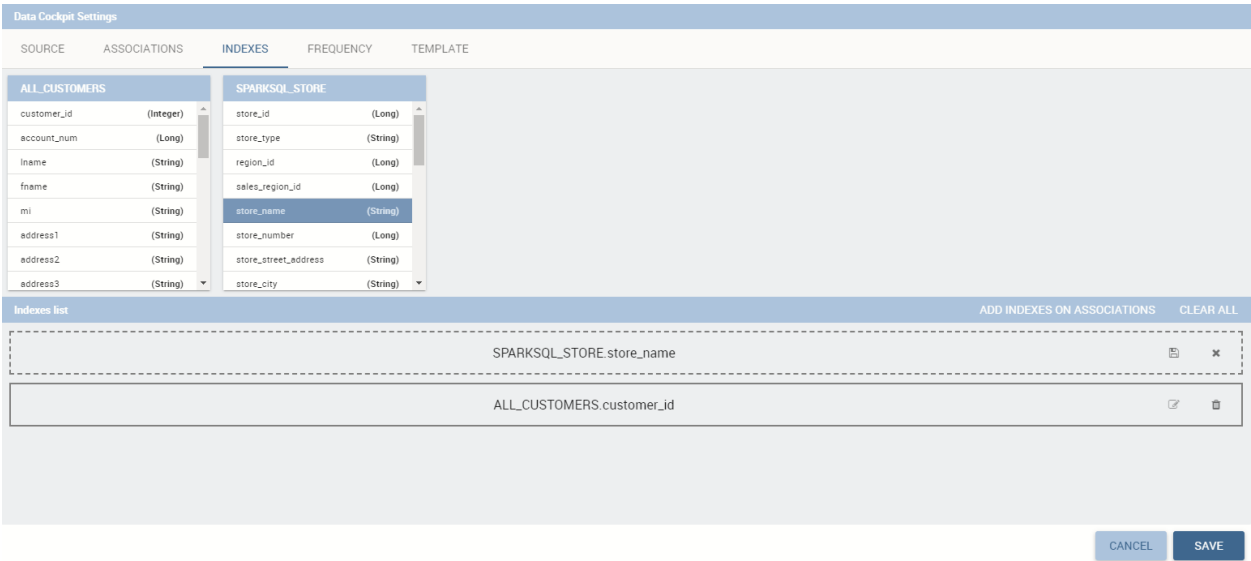 Data Cockpit Settings
SOURCE ASSOCIATIONS INDEXES FREQUENCY TEMPLATE
ALL_CUSTOMERS
customer_id (Integer)
account_num (Long)
lname (String)
fname (String)
mi (String)
address1 (String)
address2 (String)
address3 (String)
SPARKSQL_STORE
store_id (Long)
store_type (String)
region_id (Long)
sales_region_id (Long)
store_name (String)
store_number (Long)
store_street_address (String)
store_city (String)
Indexes list ADD INDEXES ON ASSOCIATIONS CLEAR ALL
SPARKSQL_STORE.store_name
ALL_CUSTOMERS.customer_id
CANCEL SAVE